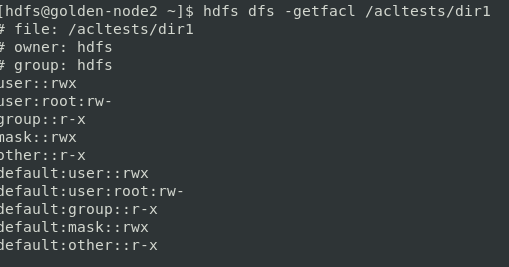 [hdfs@golden-node2 ~]$ hdfs dfs -getfacl /acltests/dir1
# file: /acltests/dir1
# owner: hdfs
# group: hdfs
user::rwx
user:root:rw-
group::r-x
mask::rwx
other::r-x
default:user::rwx
default:user:root:rw-
default:group::r-x
default:mask::rwx
default:other::r-x